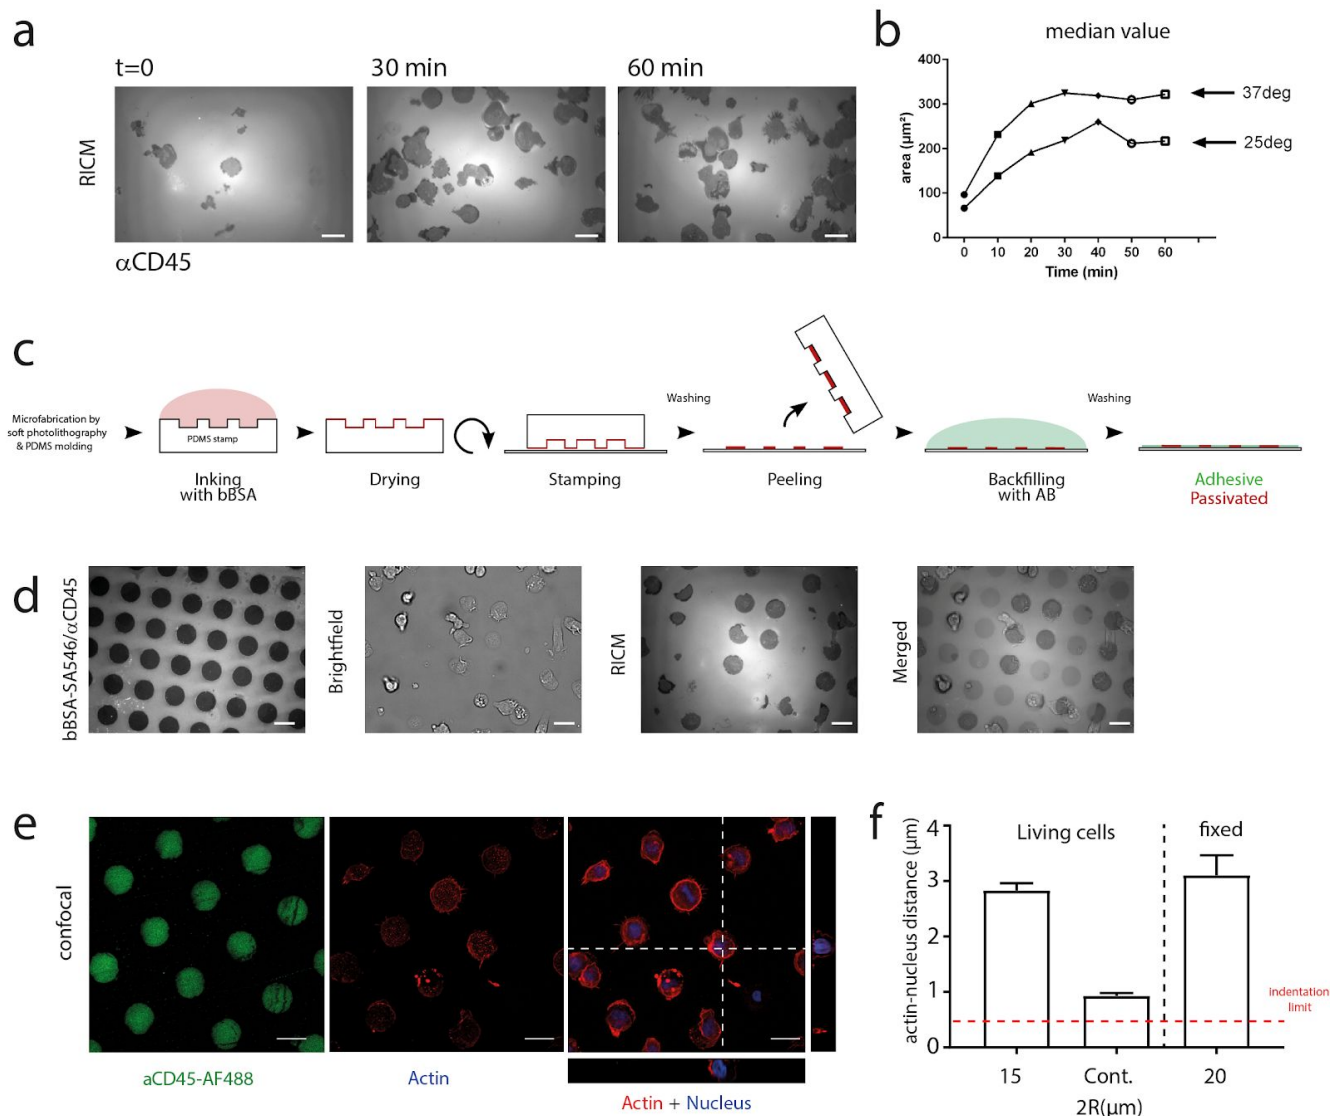 a
t=0
30 min
60 min
RICM
αCD45
b
median value
400
300
200
100
0
area (µm²)
0 10 20 30 40 50 60
Time (min)
37deg
25deg
c
Microfabrication by
soft photolithography
& PDMS molding
PDMS stamp
Inking
with bBSA
Drying
Stamping
Washing
Peeling
Backfilling
with AB
Washing
Adhesive
Passivated
d
bBSA-SA546/αCD45
Brightfield
RICM
Merged
e
confocal
aCD45-AF488
Actin
Actin + Nucleus
f
Living cells
fixed
4
3
2
1
0
actin-nucleus distance (µm)
indentation
limit
15 Cont. 20
2R(µm)